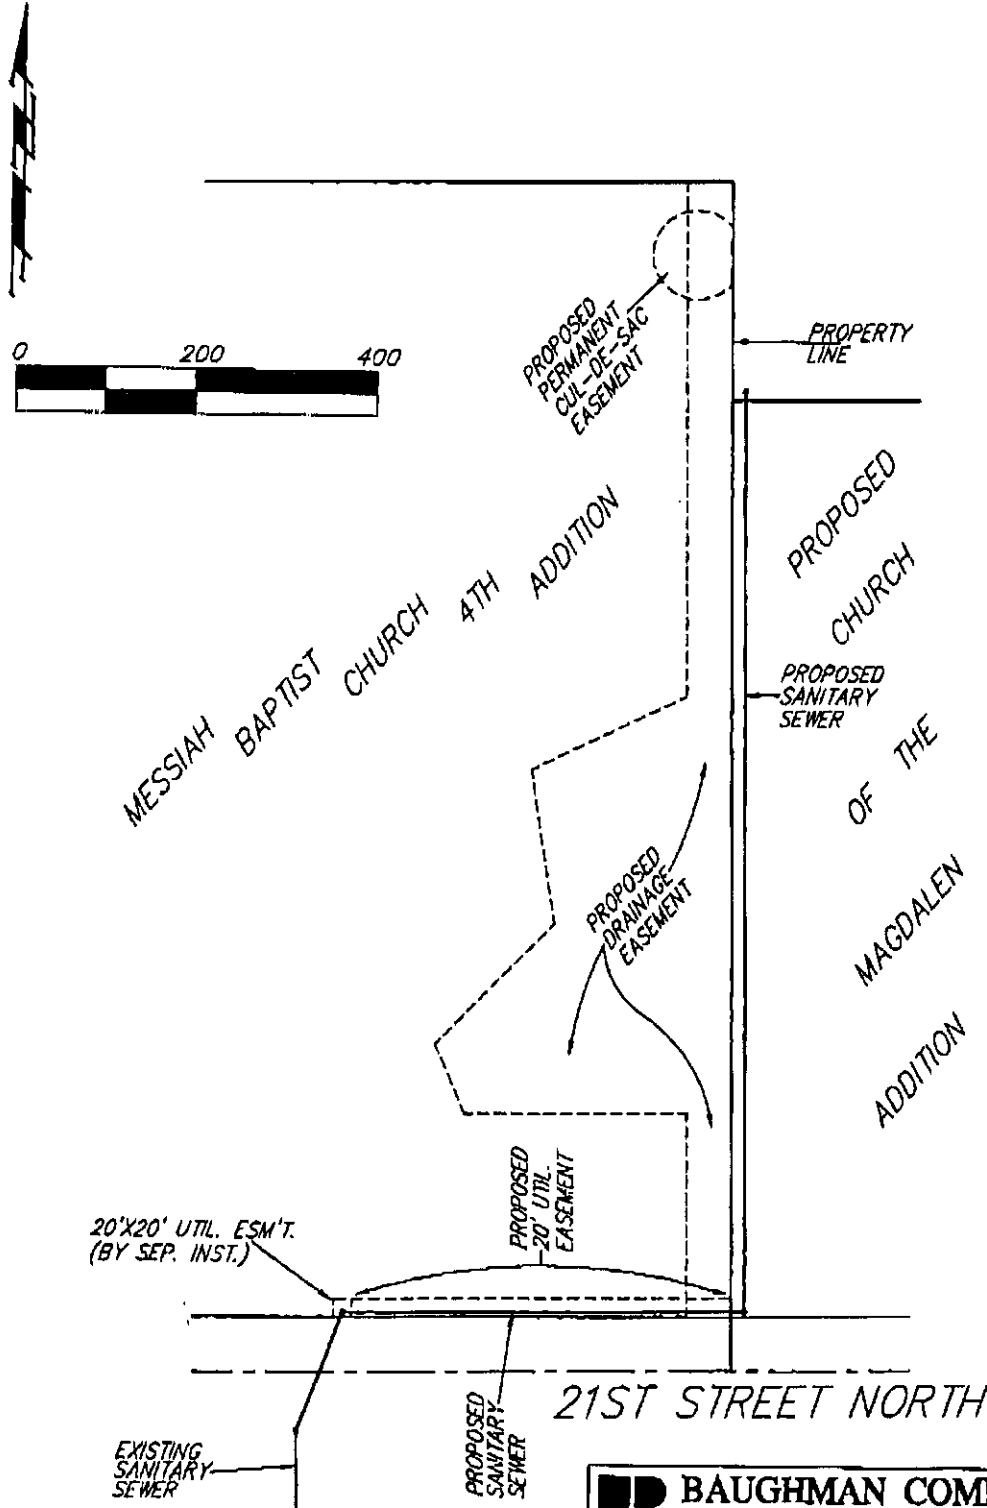 0 200 400
PROPOSED
PERMANENT
CUL-DE-SAC
EASEMENT
PROPERTY
LINE
MESSIAH BAPTIST CHURCH 4TH ADDITION
PROPOSED
CHURCH
OF THE
MAGDALEN
ADDITION
PROPOSED
SANITARY
SEWER
PROPOSED
DRAINAGE
EASEMENT
PROPOSED
20' UTIL.
EASEMENT
20'X20' UTIL. ESM'T.
(BY SEP. INST.)
21ST STREET NORTH
EXISTING
SANITARY
SEWER
PROPOSED
SANITARY
SEWER
BAUGHMAN COM